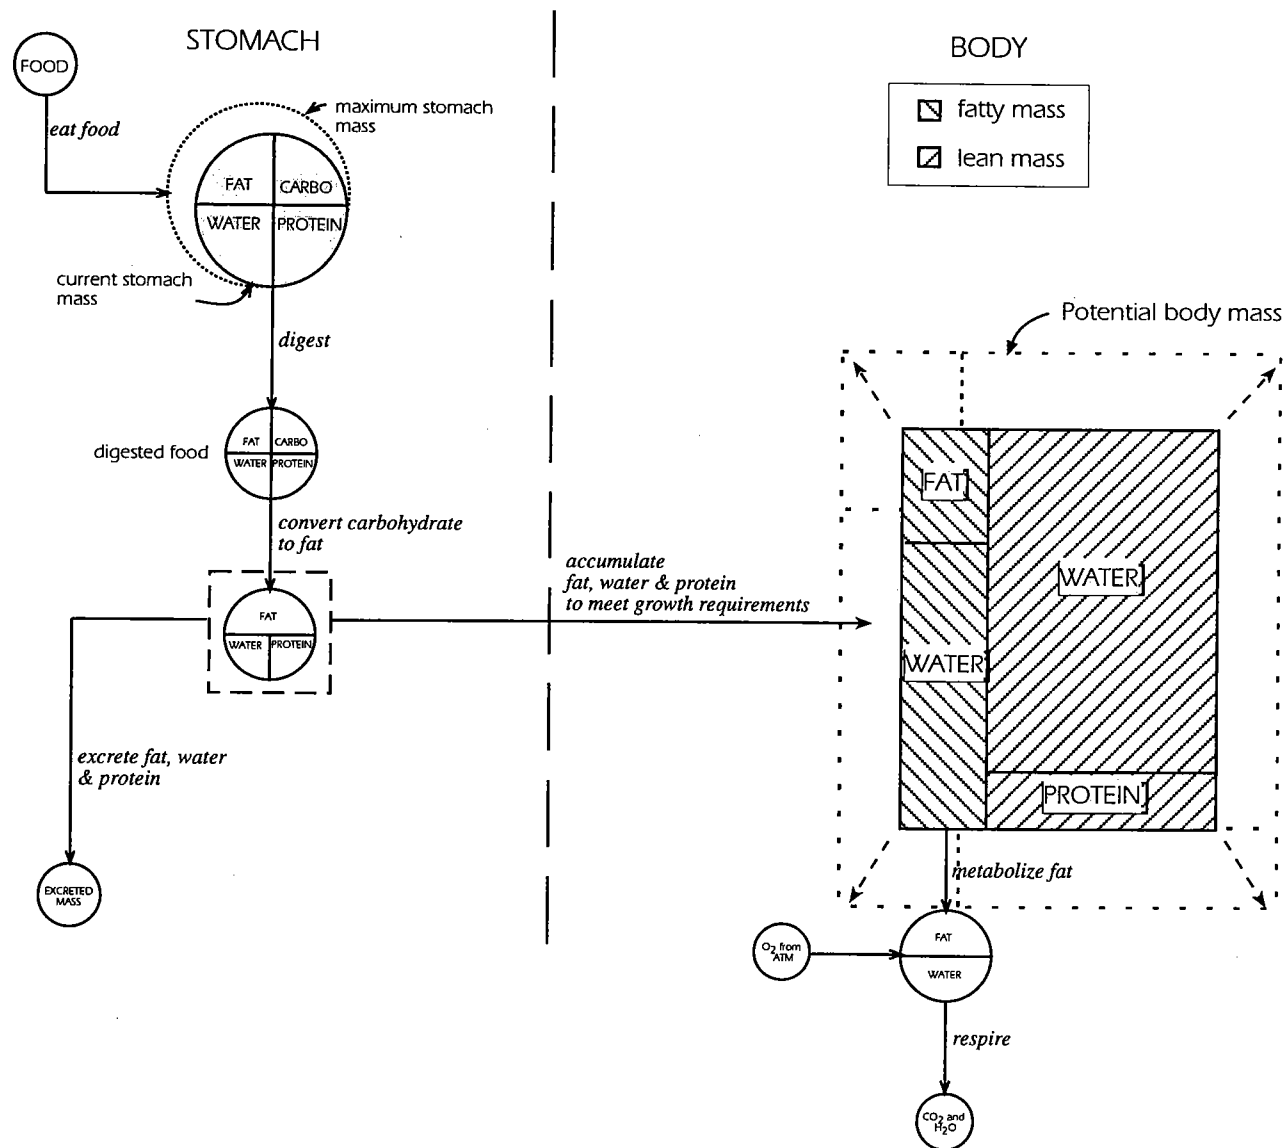 STOMACH
FOOD
eat food
maximum stomach
mass
FAT
CARBO
WATER
PROTEIN
current stomach
mass
digest
digested food
FAT
CARBO
WATER
PROTEIN
convert carbohydrate
to fat
FAT
WATER
PROTEIN
excrete fat, water
& protein
EXCRETED
MASS
accumulate
fat, water & protein
to meet growth requirements
BODY
fatty mass
lean mass
Potential body mass
FAT
WATER
WATER
PROTEIN
metabolize fat
O2 from
ATM
FAT
WATER
respire
CO2 and
H2O